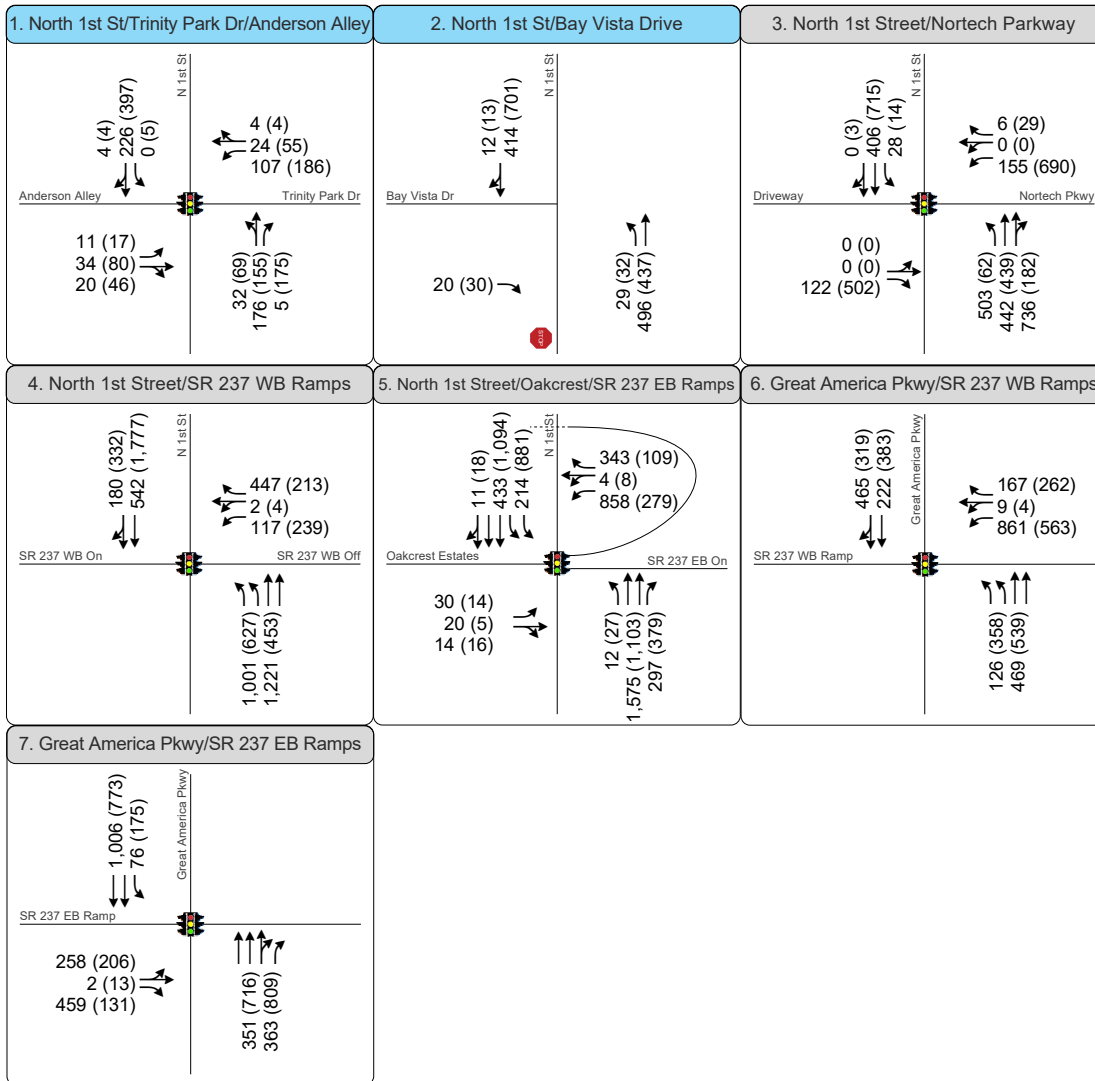 1. North 1st St/Trinity Park Dr/Anderson Alley
N 1st St
4 (4)
226 (397)
0 (5)
4 (4)
24 (55)
107 (186)
Anderson Alley
Trinity Park Dr
11 (17)
34 (80)
20 (46)
32 (69)
176 (155)
5 (175)
2. North 1st St/Bay Vista Drive
N 1st St
12 (13)
414 (701)
Bay Vista Dr
20 (30)
STOP
29 (32)
496 (437)
3. North 1st Street/Nortech Parkway
N 1st St
0 (3)
406 (715)
28 (14)
6 (29)
0 (0)
155 (690)
Driveway
Nortech Pkwy
0 (0)
0 (0)
122 (502)
503 (62)
442 (439)
736 (182)
4. North 1st Street/SR 237 WB Ramps
N 1st St
180 (332)
542 (1,777)
447 (213)
2 (4)
117 (239)
SR 237 WB On
SR 237 WB Off
1,001 (627)
1,221 (453)
5. North 1st Street/Oakcrest/SR 237 EB Ramps
N 1st St
11 (18)
433 (1,094)
214 (881)
343 (109)
4 (8)
858 (279)
Oakcrest Estates
SR 237 EB On
30 (14)
20 (5)
14 (16)
12 (27)
1,575 (1,103)
297 (379)
6. Great America Pkwy/SR 237 WB Ramps
Great America Pkwy
465 (319)
222 (383)
167 (262)
9 (4)
861 (563)
SR 237 WB Ramp
126 (358)
469 (539)
7. Great America Pkwy/SR 237 EB Ramps
Great America Pkwy
1,006 (773)
76 (175)
SR 237 EB Ramp
258 (206)
2 (13)
459 (131)
351 (716)
363 (809)